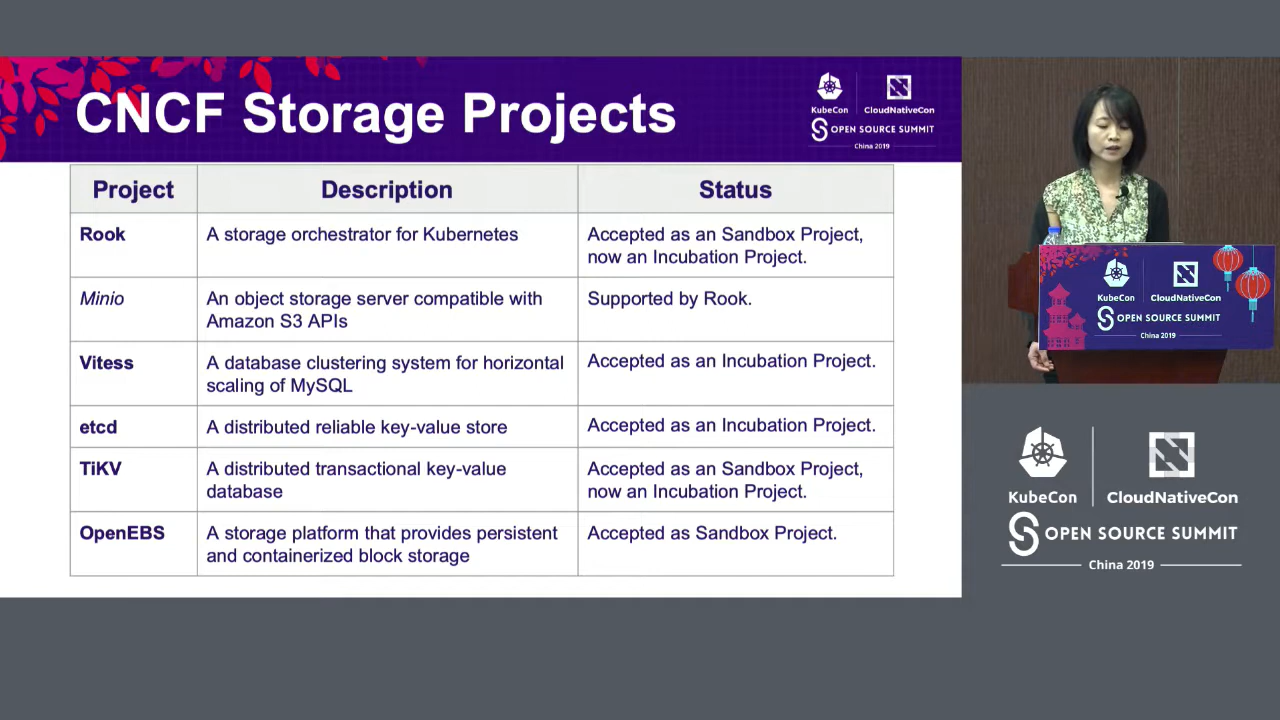 CNCF Storage Projects
KubeCon
CloudNativeCon
OPEN SOURCE SUMMIT
China 2019
Project
Description
Status
Rook
A storage orchestrator for Kubernetes
Accepted as an Sandbox Project,
now an Incubation Project.
Minio
An object storage server compatible with
Amazon S3 APIs
Supported by Rook.
Vitess
A database clustering system for horizontal
scaling of MySQL
Accepted as an Incubation Project.
etcd
A distributed reliable key-value store
Accepted as an Incubation Project.
TiKV
A distributed transactional key-value
database
Accepted as an Sandbox Project,
now an Incubation Project.
OpenEBS
A storage platform that provides persistent
and containerized block storage
Accepted as Sandbox Project.
KubeCon
CloudNativeCon
OPEN SOURCE SUMMIT
China 2019
KubeCon
CloudNativeCon
OPEN SOURCE SUMMIT
China 2019